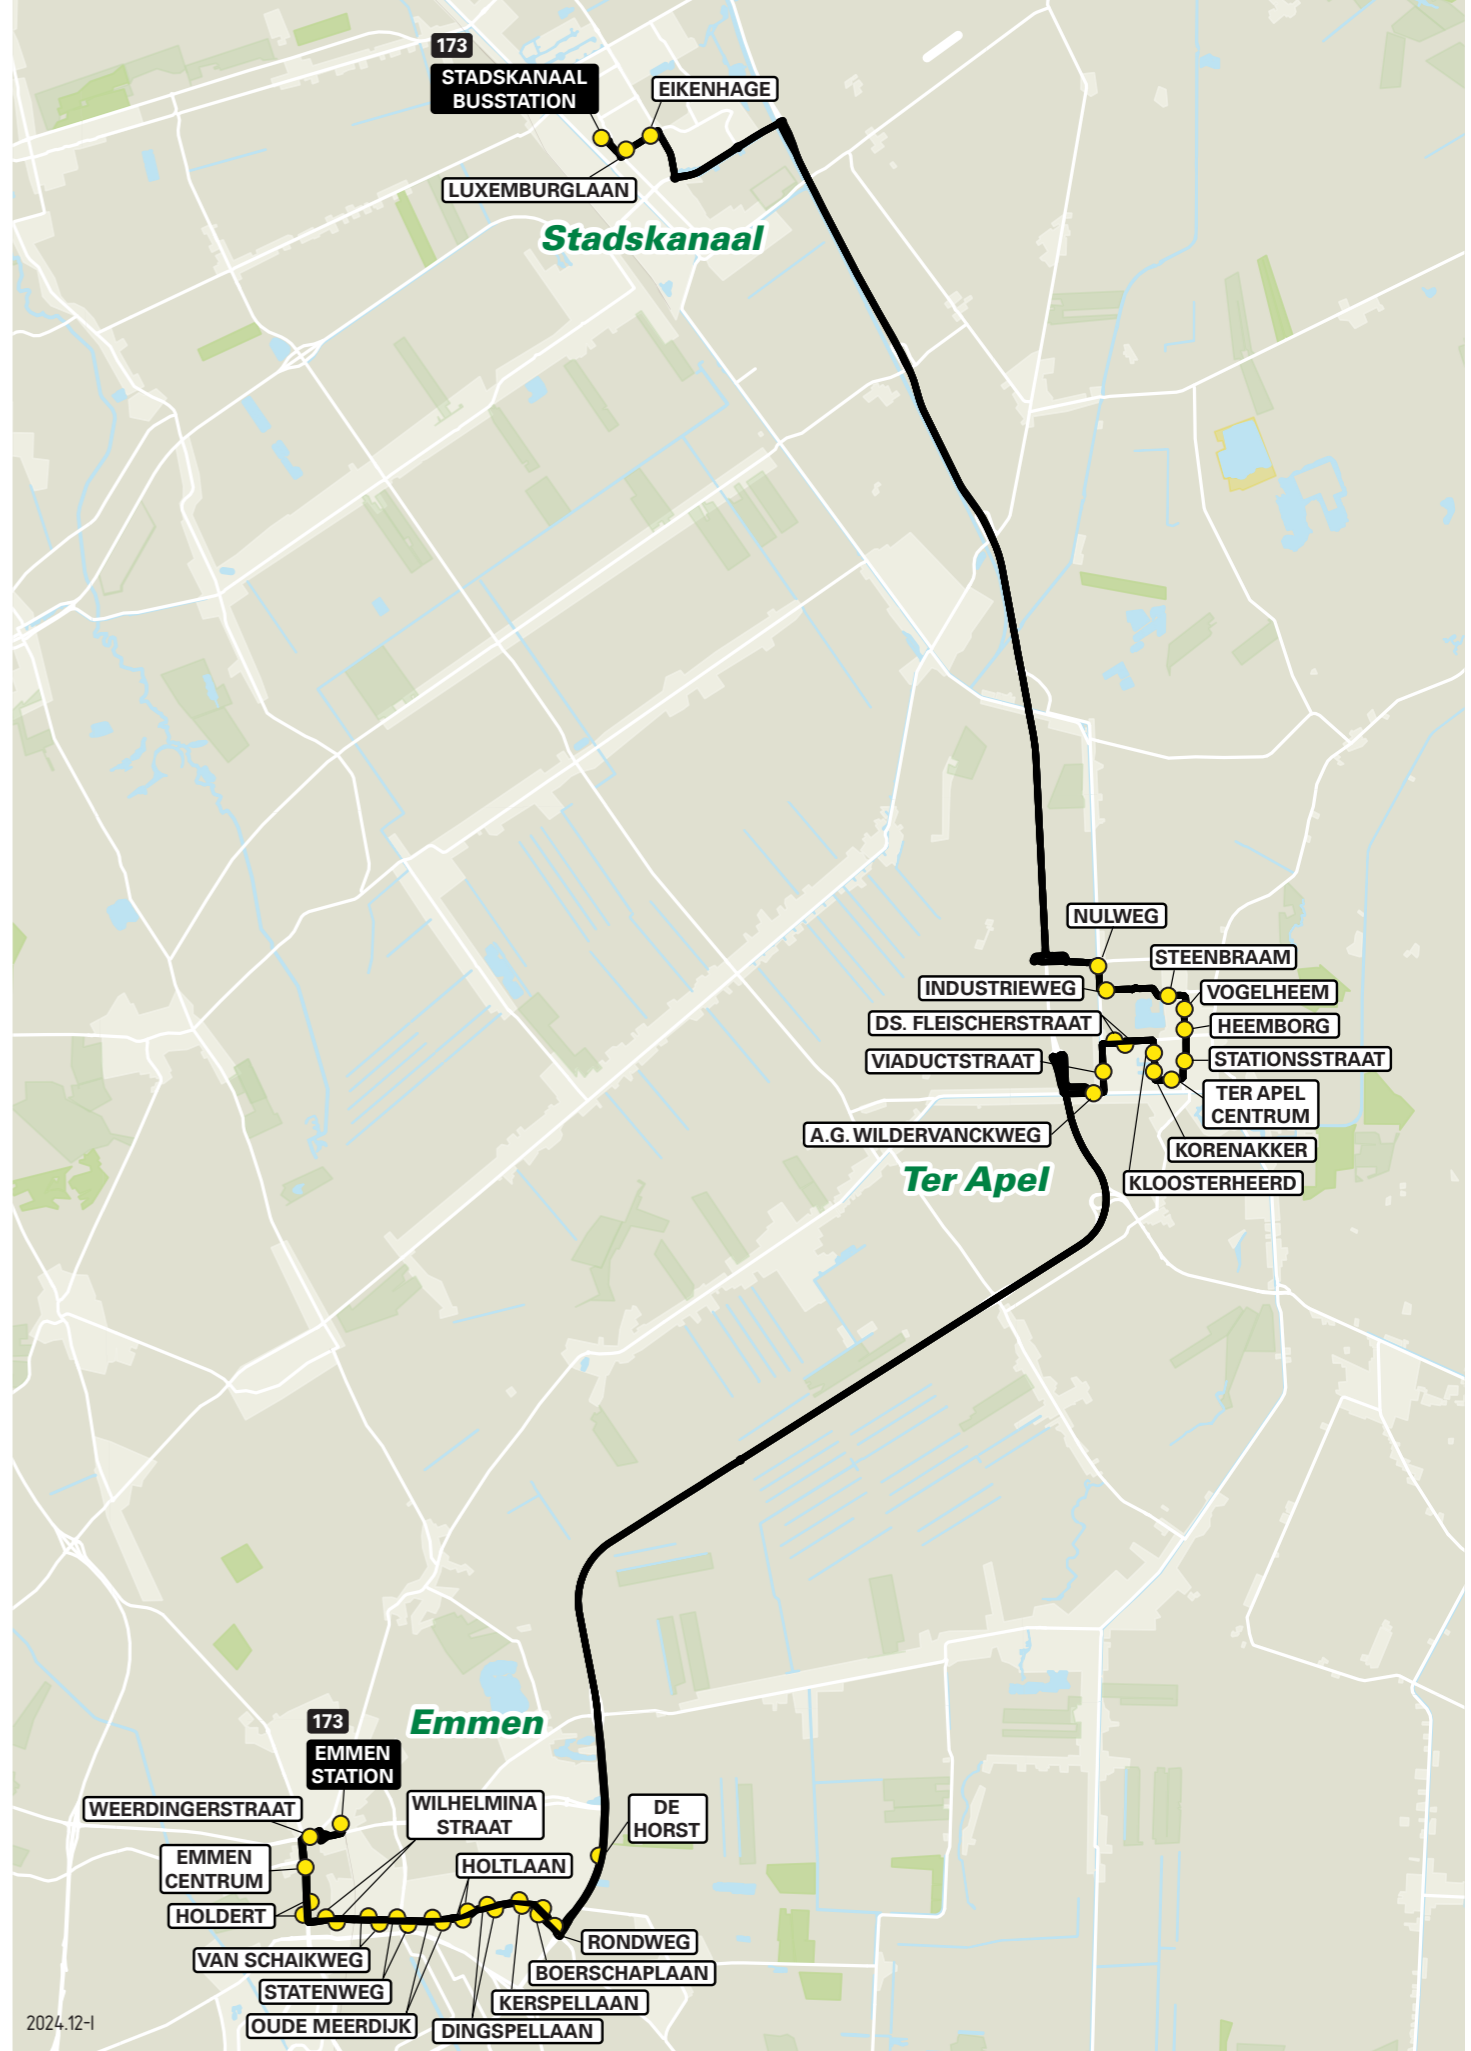 173
STADSKANAAL
BUSSTATION
EIKENHAGE
LUXEMBURGLAAN
Stadskanaal
NULWEG
STEENBRAAM
INDUSTRIEWEG
VOGELHEEM
DS. FLEISCHERSTRAAT
HEEMBORG
VIADUCTSTRAAT
STATIONSSTRAAT
TER APEL
CENTRUM
A.G. WILDERVANCKWEG
KORENAKKER
Ter Apel
KLOOSTERHEERD
173
Emmen
EMMEN
STATION
WEERDINGERSTRAAT
WILHELMINA
STRAAT
DE
HORST
EMMEN
CENTRUM
HOLTLAAN
HOLDERT
RONDWEG
VAN SCHAIKWEG
BOERSCHAPLAAN
STATENWEG
KERSPELLAAN
OUDE MEERDIJK
DINGSPELLAAN
2024.12-I